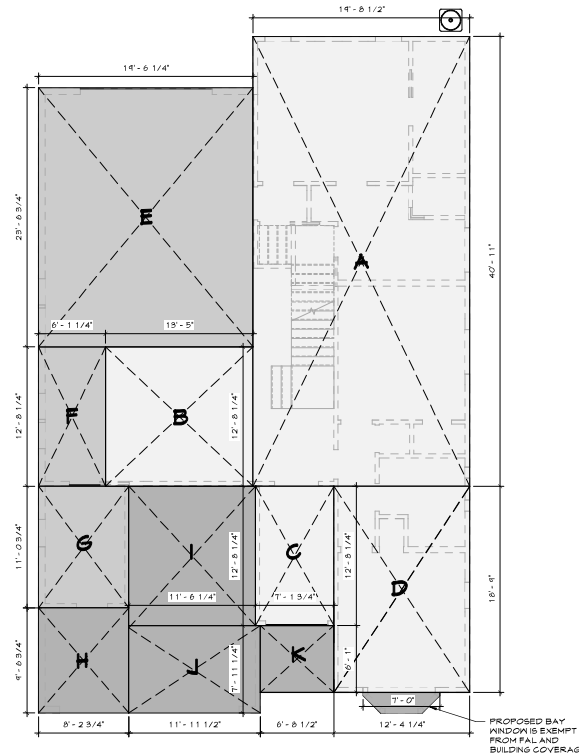 19'- 8 1/2"
19'- 6 1/4"
E
23'- 8 3/4"
A
40'- 11"
6'- 1 1/4"
13'- 5"
F
B
12'- 8 1/4"
12'- 8 1/4"
G
I
C
D
11'- 0 3/4"
12'- 8 1/4"
12'- 8 1/4"
18'- 9"
11'- 6 1/4"
7'- 1 3/4"
H
J
K
9'- 6 3/4"
7'- 11 1/4"
6'- 1"
7'- 0"
8'- 2 3/4"
11'- 11 1/2"
6'- 8 1/2"
12'- 4 1/4"
PROPOSED BAY
WINDOW IS EXEMPT
FROM FAL AND
BUILDING COVERAG